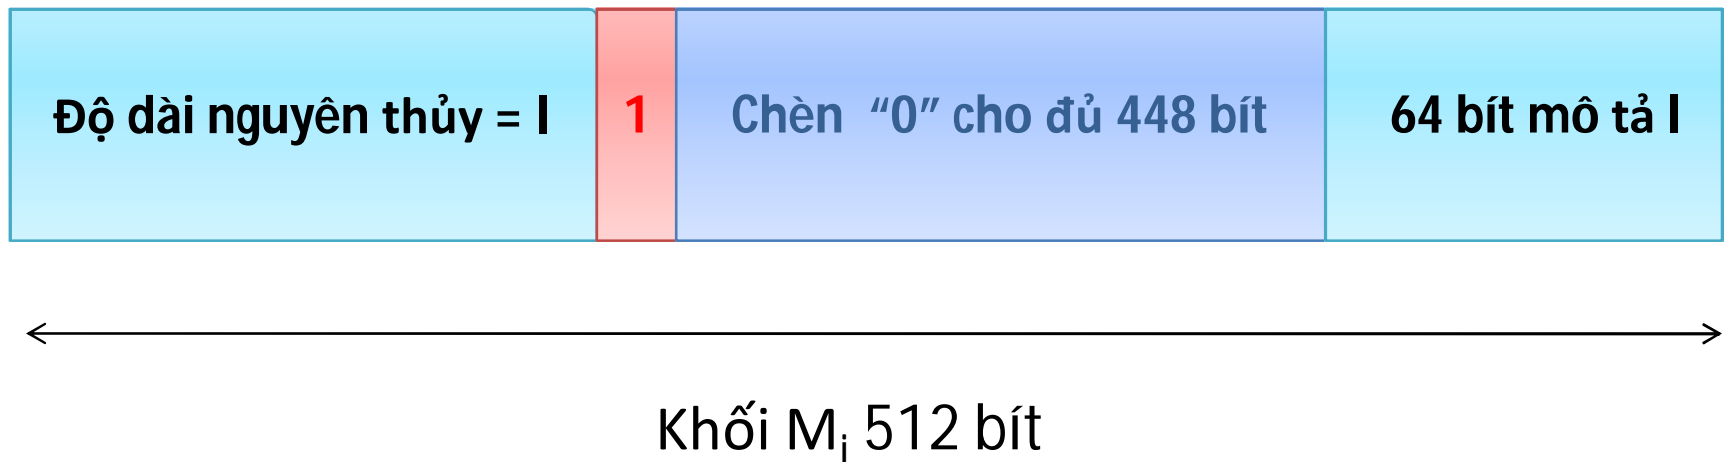 Độ dài nguyên thủy = l
1
Chèn “0” cho đủ 448 bít
64 bít mô tả l
Khối Mi 512 bít